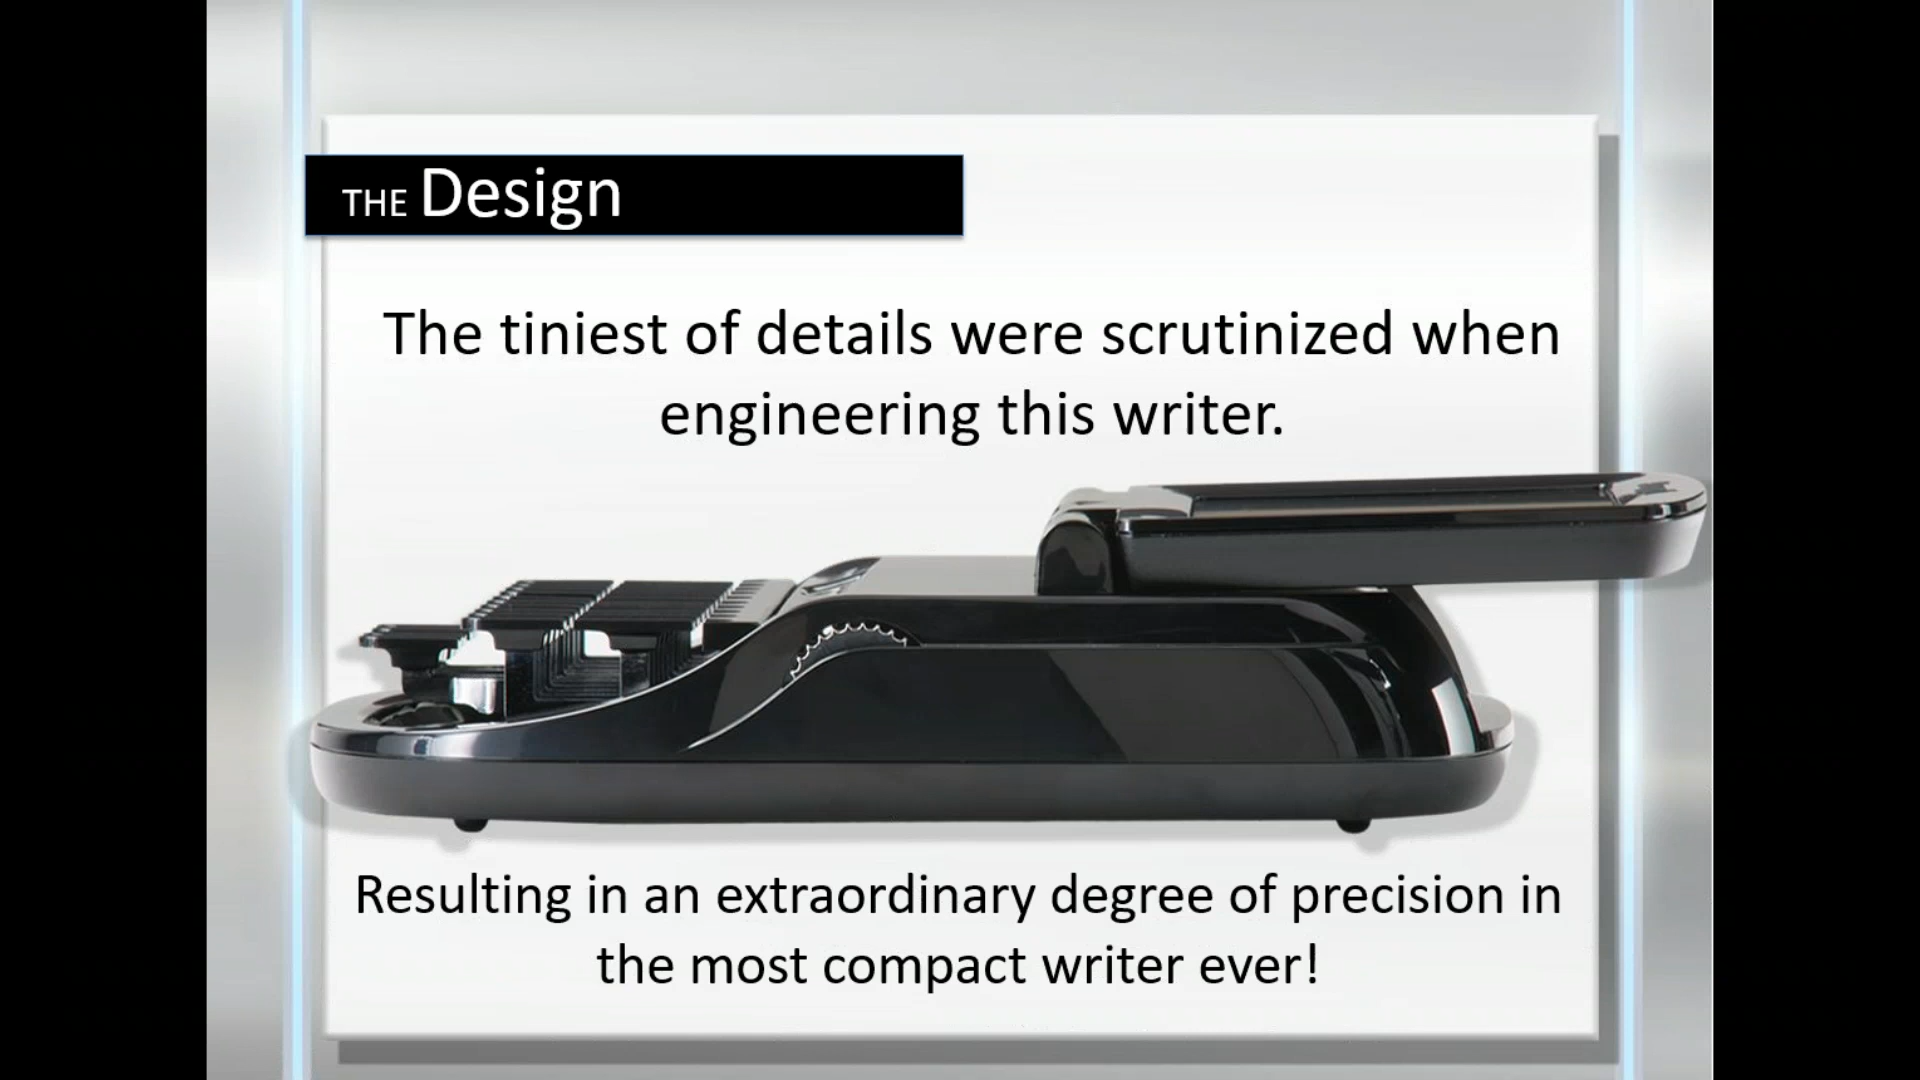 THE Design
The tiniest of details were scrutinized when
engineering this writer.
Resulting in an extraordinary degree of precision in
the most compact writer ever!